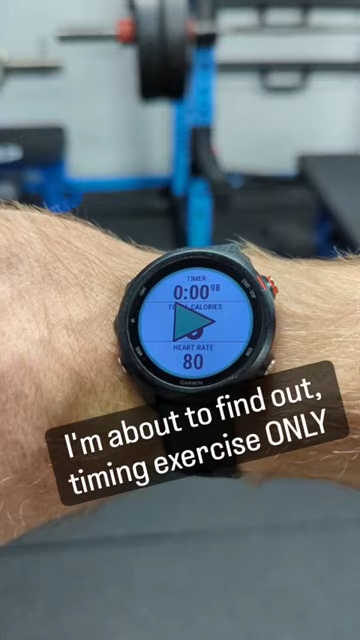 TIMER
0:00 98
CALORIES
HEART RATE
80
GARMIN
I'm about to find out,
timing exercise ONLY